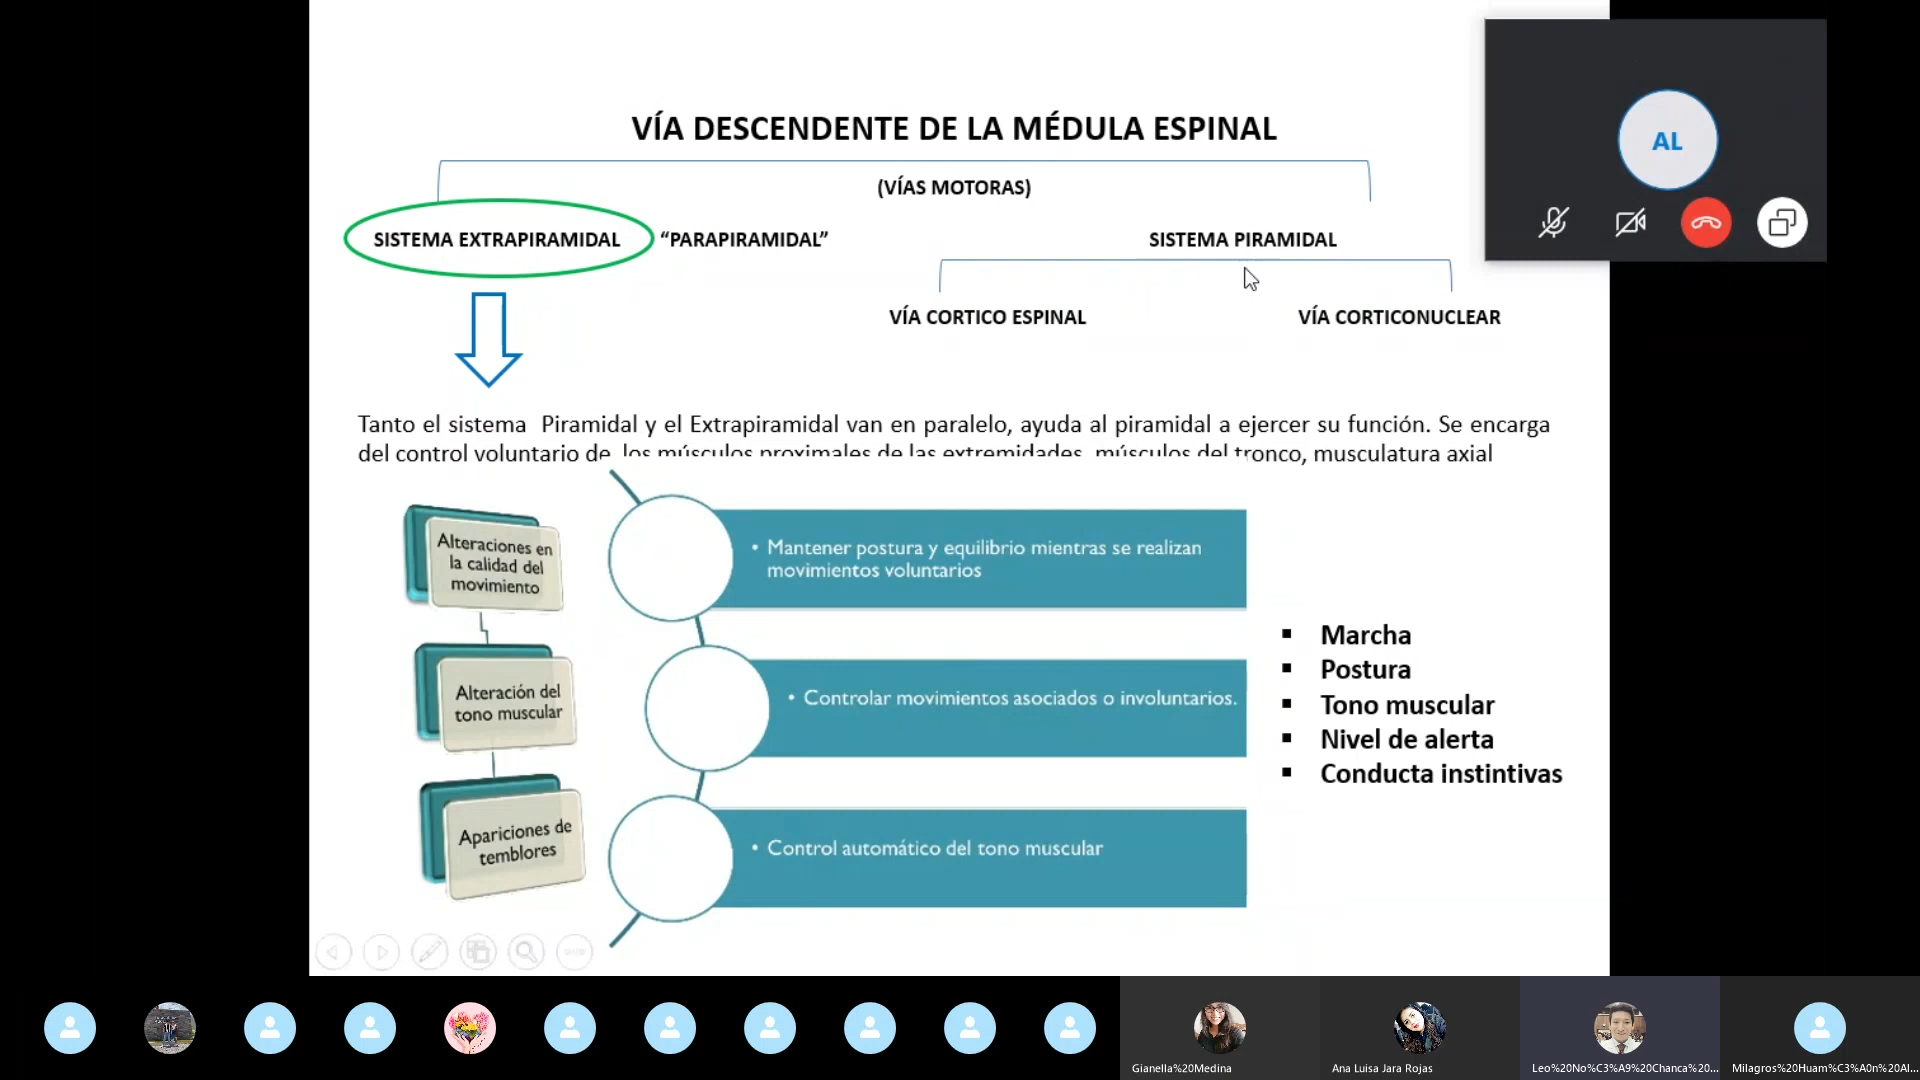 VÍA DESCENDENTE DE LA MÉDULA ESPINAL
(VÍAS MOTORAS)
SISTEMA EXTRAPIRAMIDAL “PARAPIRAMIDAL” SISTEMA PIRAMIDAL
VÍA CORTICO ESPINAL VÍA CORTICONUCLEAR
AL
Tanto el sistema Piramidal y el Extrapiramidal van en paralelo, ayuda al piramidal a ejercer su función. Se encarga
del control voluntario de los músculos proximales de las extremidades, músculos del tronco, musculatura axial
Alteraciones en
la calidad del
movimiento
Alteración del
tono muscular
Apariciones de
temblores
• Mantener postura y equilibrio mientras se realizan
movimientos voluntarios
• Controlar movimientos asociados o involuntarios.
• Control automático del tono muscular
▪ Marcha
▪ Postura
▪ Tono muscular
▪ Nivel de alerta
▪ Conducta instintivas
Gianella%20Medina
Ana Luisa Jara Rojas
Leo%20No%C3%A9%20Chanca%20...
Milagros%20Huam%C3%A0n%20Al...